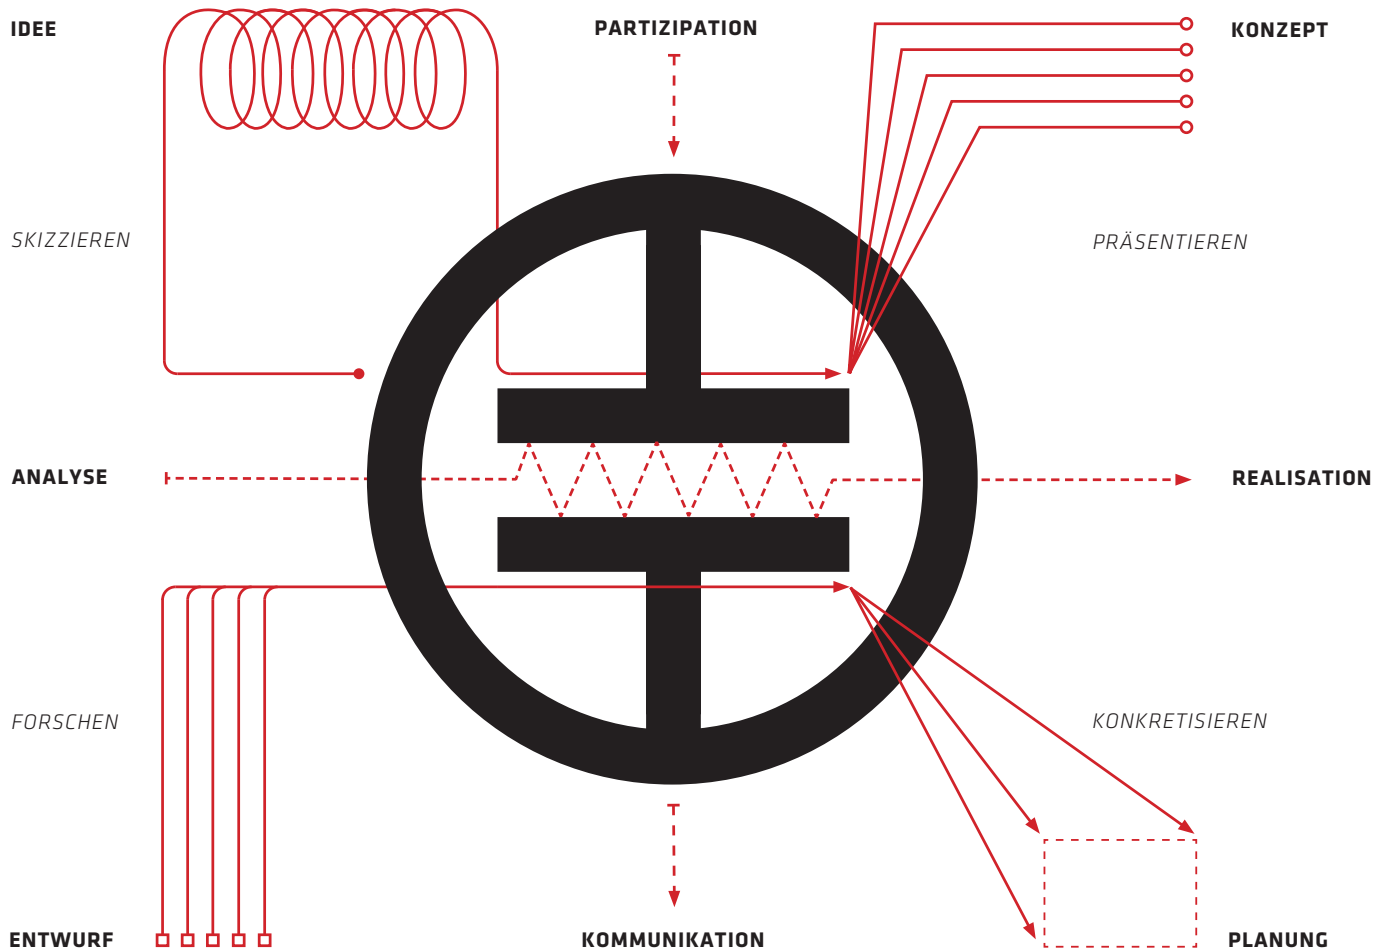 IDEE
PARTIZIPATION
KONZEPT
SKIZZIEREN
PRÄSENTIEREN
ANALYSE
REALISATION
FORSCHEN
KONKRETISIEREN
ENTWURF
KOMMUNIKATION
PLANUNG